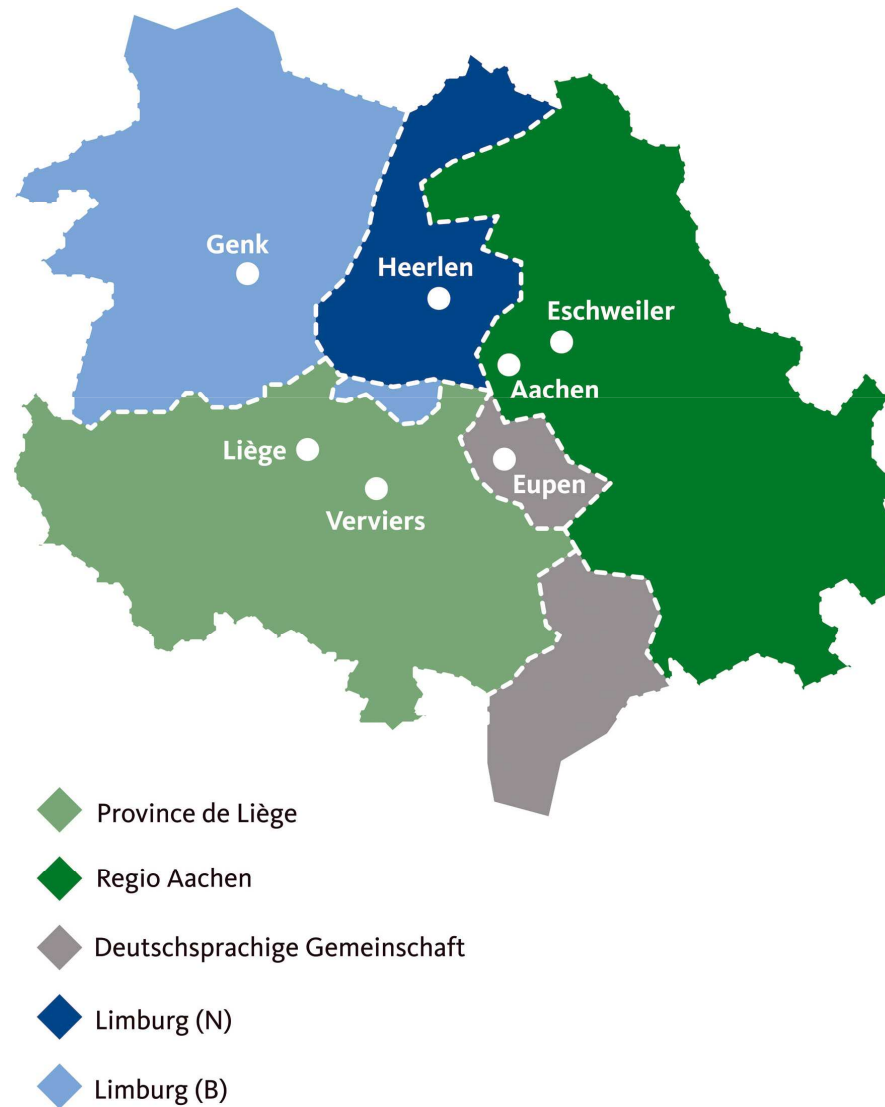 Genk
Heerlen
Eschweiler
Aachen
Liège
Eupen
Verviers
Province de Liège
Regio Aachen
Deutschsprachige Gemeinschaft
Limburg (N)
Limburg (B)